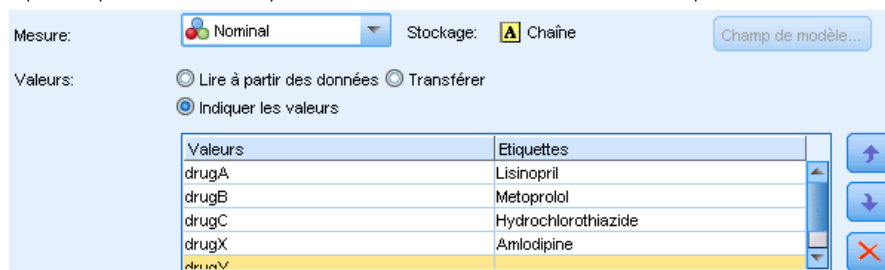 Mesure: Nominal Stockage: A Chaîne Champ de modèle...
Valeurs: Lire à partir des données Transférer
Indiquer les valeurs
Valeurs Etiquettes
drugA Lisinopril
drugB Metoprolol
drugC Hydrochlorothiazide
drugX Amlodipine
drugY